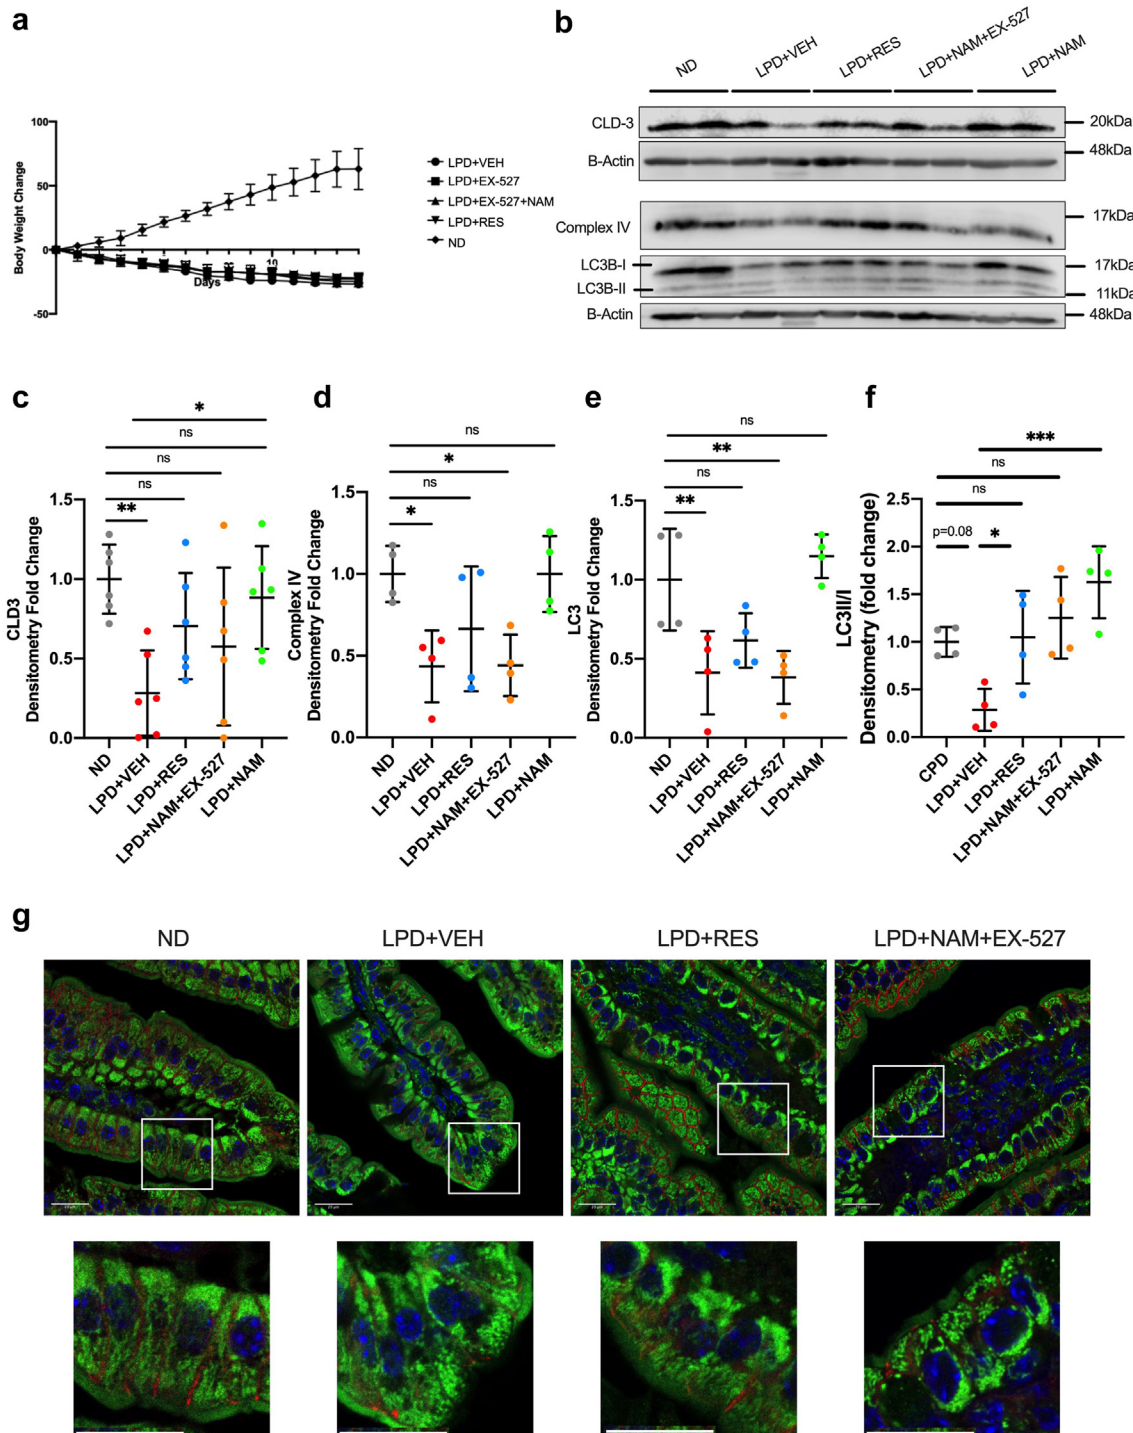 a
100
50
0
-50
Body Weight Change
10
Days
LPD+VEH
LPD+EX-527
LPD+EX-527+NAM
LPD+RES
ND
b
ND
LPD+VEH
LPD+RES
LPD+NAM+EX-527
LPD+NAM
CLD-3
20kDa
48kDa
B-Actin
Complex IV
17kDa
LC3B-I
17kDa
LC3B-II
11kDa
B-Actin
48kDa
c
*
ns
ns
ns
**
1.5
1.0
0.5
0.0
CLD3
Densitometry Fold Change
ND
LPD+VEH
LPD+RES
LPD+NAM+EX-527
LPD+NAM
d
ns
*
ns
*
1.5
1.0
0.5
0.0
Complex IV
Densitometry Fold Change
ND
LPD+VEH
LPD+RES
LPD+NAM+EX-527
LPD+NAM
e
ns
**
ns
**
1.5
1.0
0.5
0.0
LC3
Densitometry Fold Change
ND
LPD+VEH
LPD+RES
LPD+NAM+EX-527
LPD+NAM
f
***
ns
ns
p=0.08
*
2.5
2.0
1.5
1.0
0.5
0.0
LC3II/I
Densitometry (fold change)
CPD
LPD+VEH
LPD+RES
LPD+NAM+EX-527
LPD+NAM
g
ND
LPD+VEH
LPD+RES
LPD+NAM+EX-527